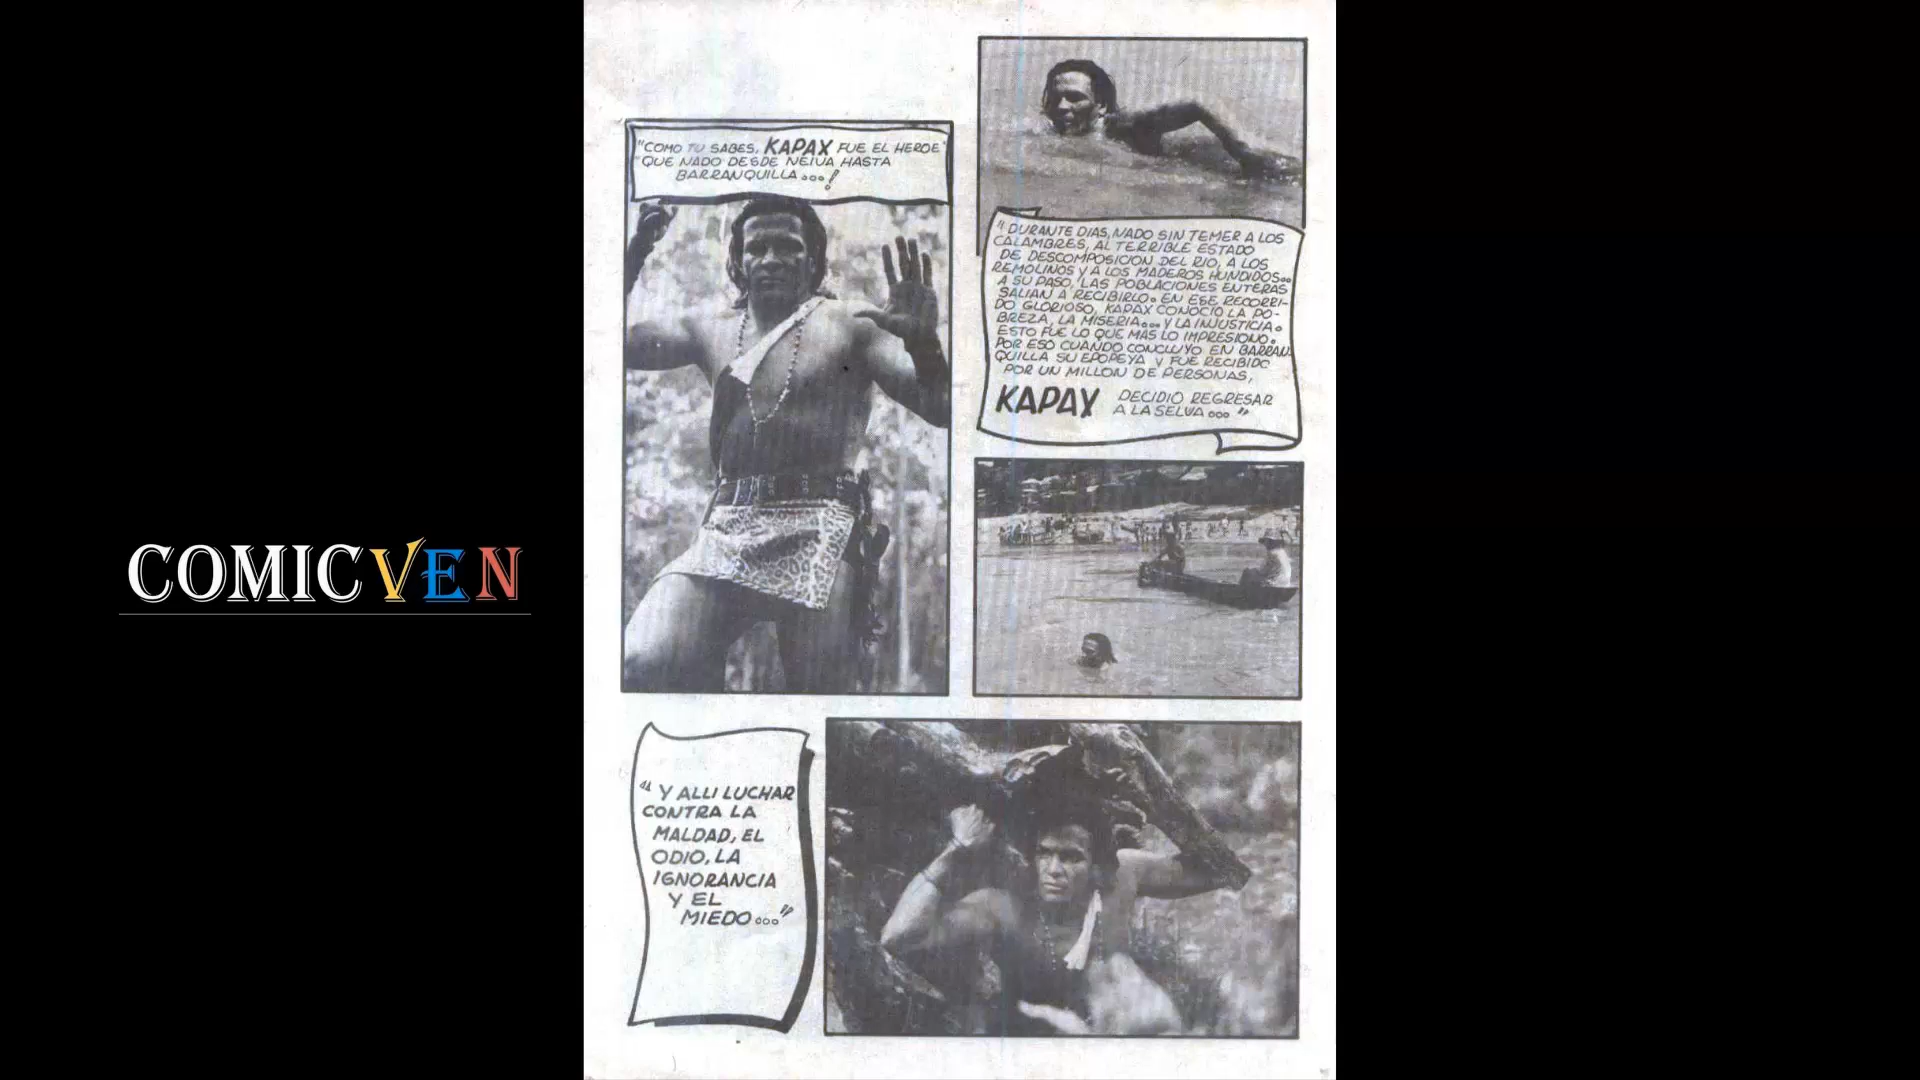 COMICVEN
"COMO TU SABES, KAPAX FUE EL HEROE
QUE NADO DESDE NEIVA HASTA
BARRANQUILLA...!
"DURANTE DIAS, NADO SIN TEMER A LOS
CALAMBRES, AL TERRIBLE ESTADO
DE DESCOMPOSICION DEL RIO, A LOS
REMOLINOS Y A LOS MADEROS HUNDIDOS...
A SU PASO, LAS POBLACIONES ENTERAS
SALIAN A RECIBIRLO. EN ESE RECORRI-
DO GLORIOSO, KAPAX CONOCIO LA PO-
BREZA, LA MISERIA... Y LA INJUSTICIA.
ESTO FUE LO QUE MAS LO IMPRESIONO.
POR ESO CUANDO CONCLUYO EN BARRAN
QUILLA SU EPOPEYA Y FUE RECIBIDO
POR UN MILLON DE PERSONAS,
KAPAX DECIDIO REGRESAR
A LA SELVA..."
"Y ALLI LUCHAR
CONTRA LA
MALDAD, EL
ODIO, LA
IGNORANCIA
Y EL
MIEDO..."